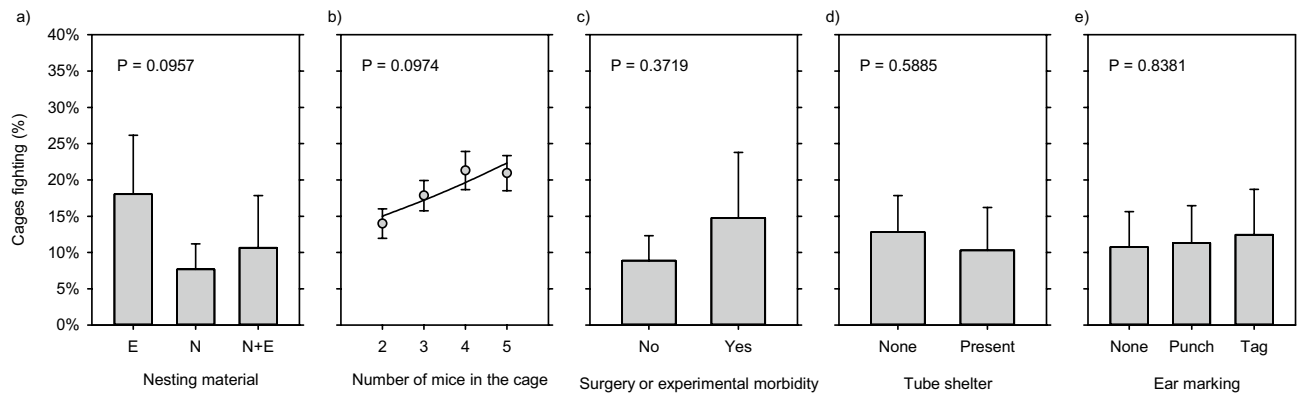 a)
b)
c)
d)
e)
Cages fighting (%)
40%
35%
30%
25%
20%
15%
10%
5%
0%
P = 0.0957
P = 0.0974
P = 0.3719
P = 0.5885
P = 0.8381
E N N+E
2 3 4 5
No Yes
None Present
None Punch Tag
Nesting material
Number of mice in the cage
Surgery or experimental morbidity
Tube shelter
Ear marking